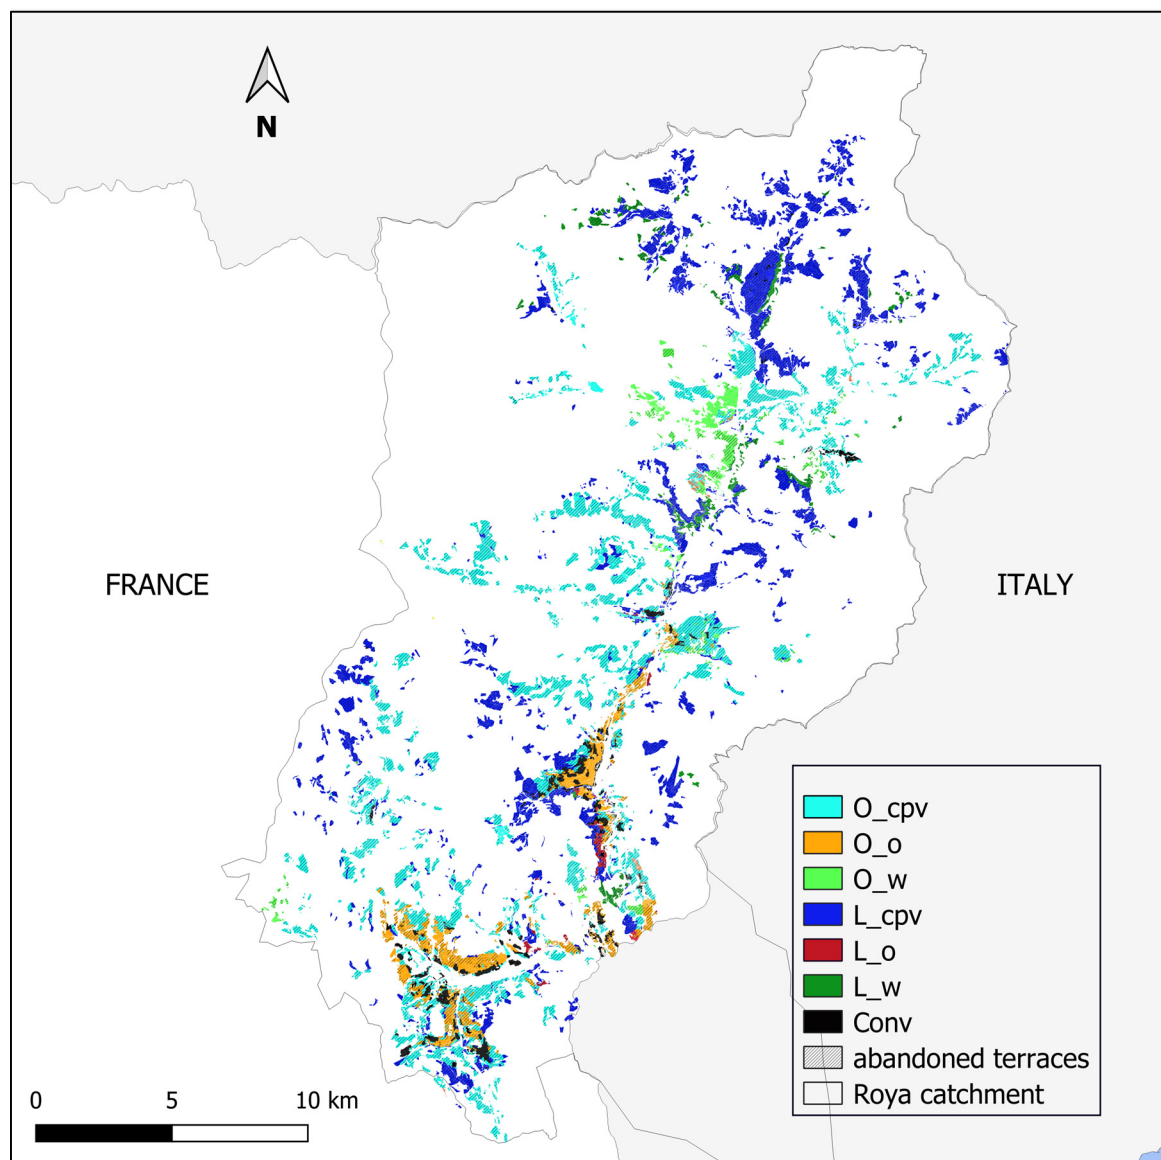 N
FRANCE
ITALY
O_cpv
O_o
O_w
L_cpv
L_o
L_w
Conv
abandoned terraces
Roya catchment
0 5 10 km